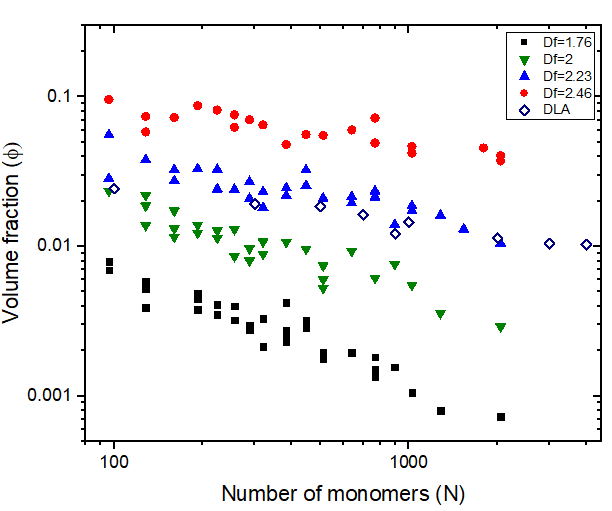 Df=1.76
Df=2
Df=2.23
Df=2.46
DLA
0.1
0.01
0.001
Volume fraction (ϕ)
100
1000
Number of monomers (N)